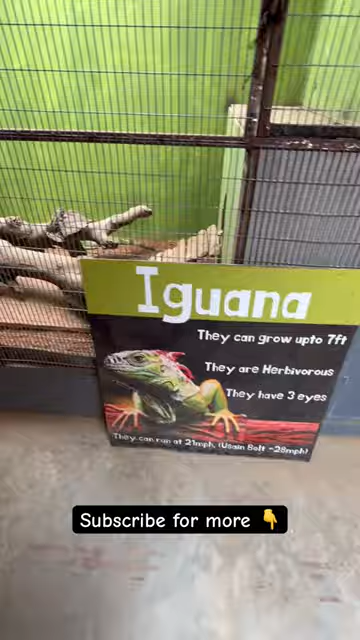 Iguana
They can grow upto 7ft
They are Herbivorous
They have 3 eyes
They can run at 21mph, (Usain Bolt -28mph)
Subscribe for more 👇